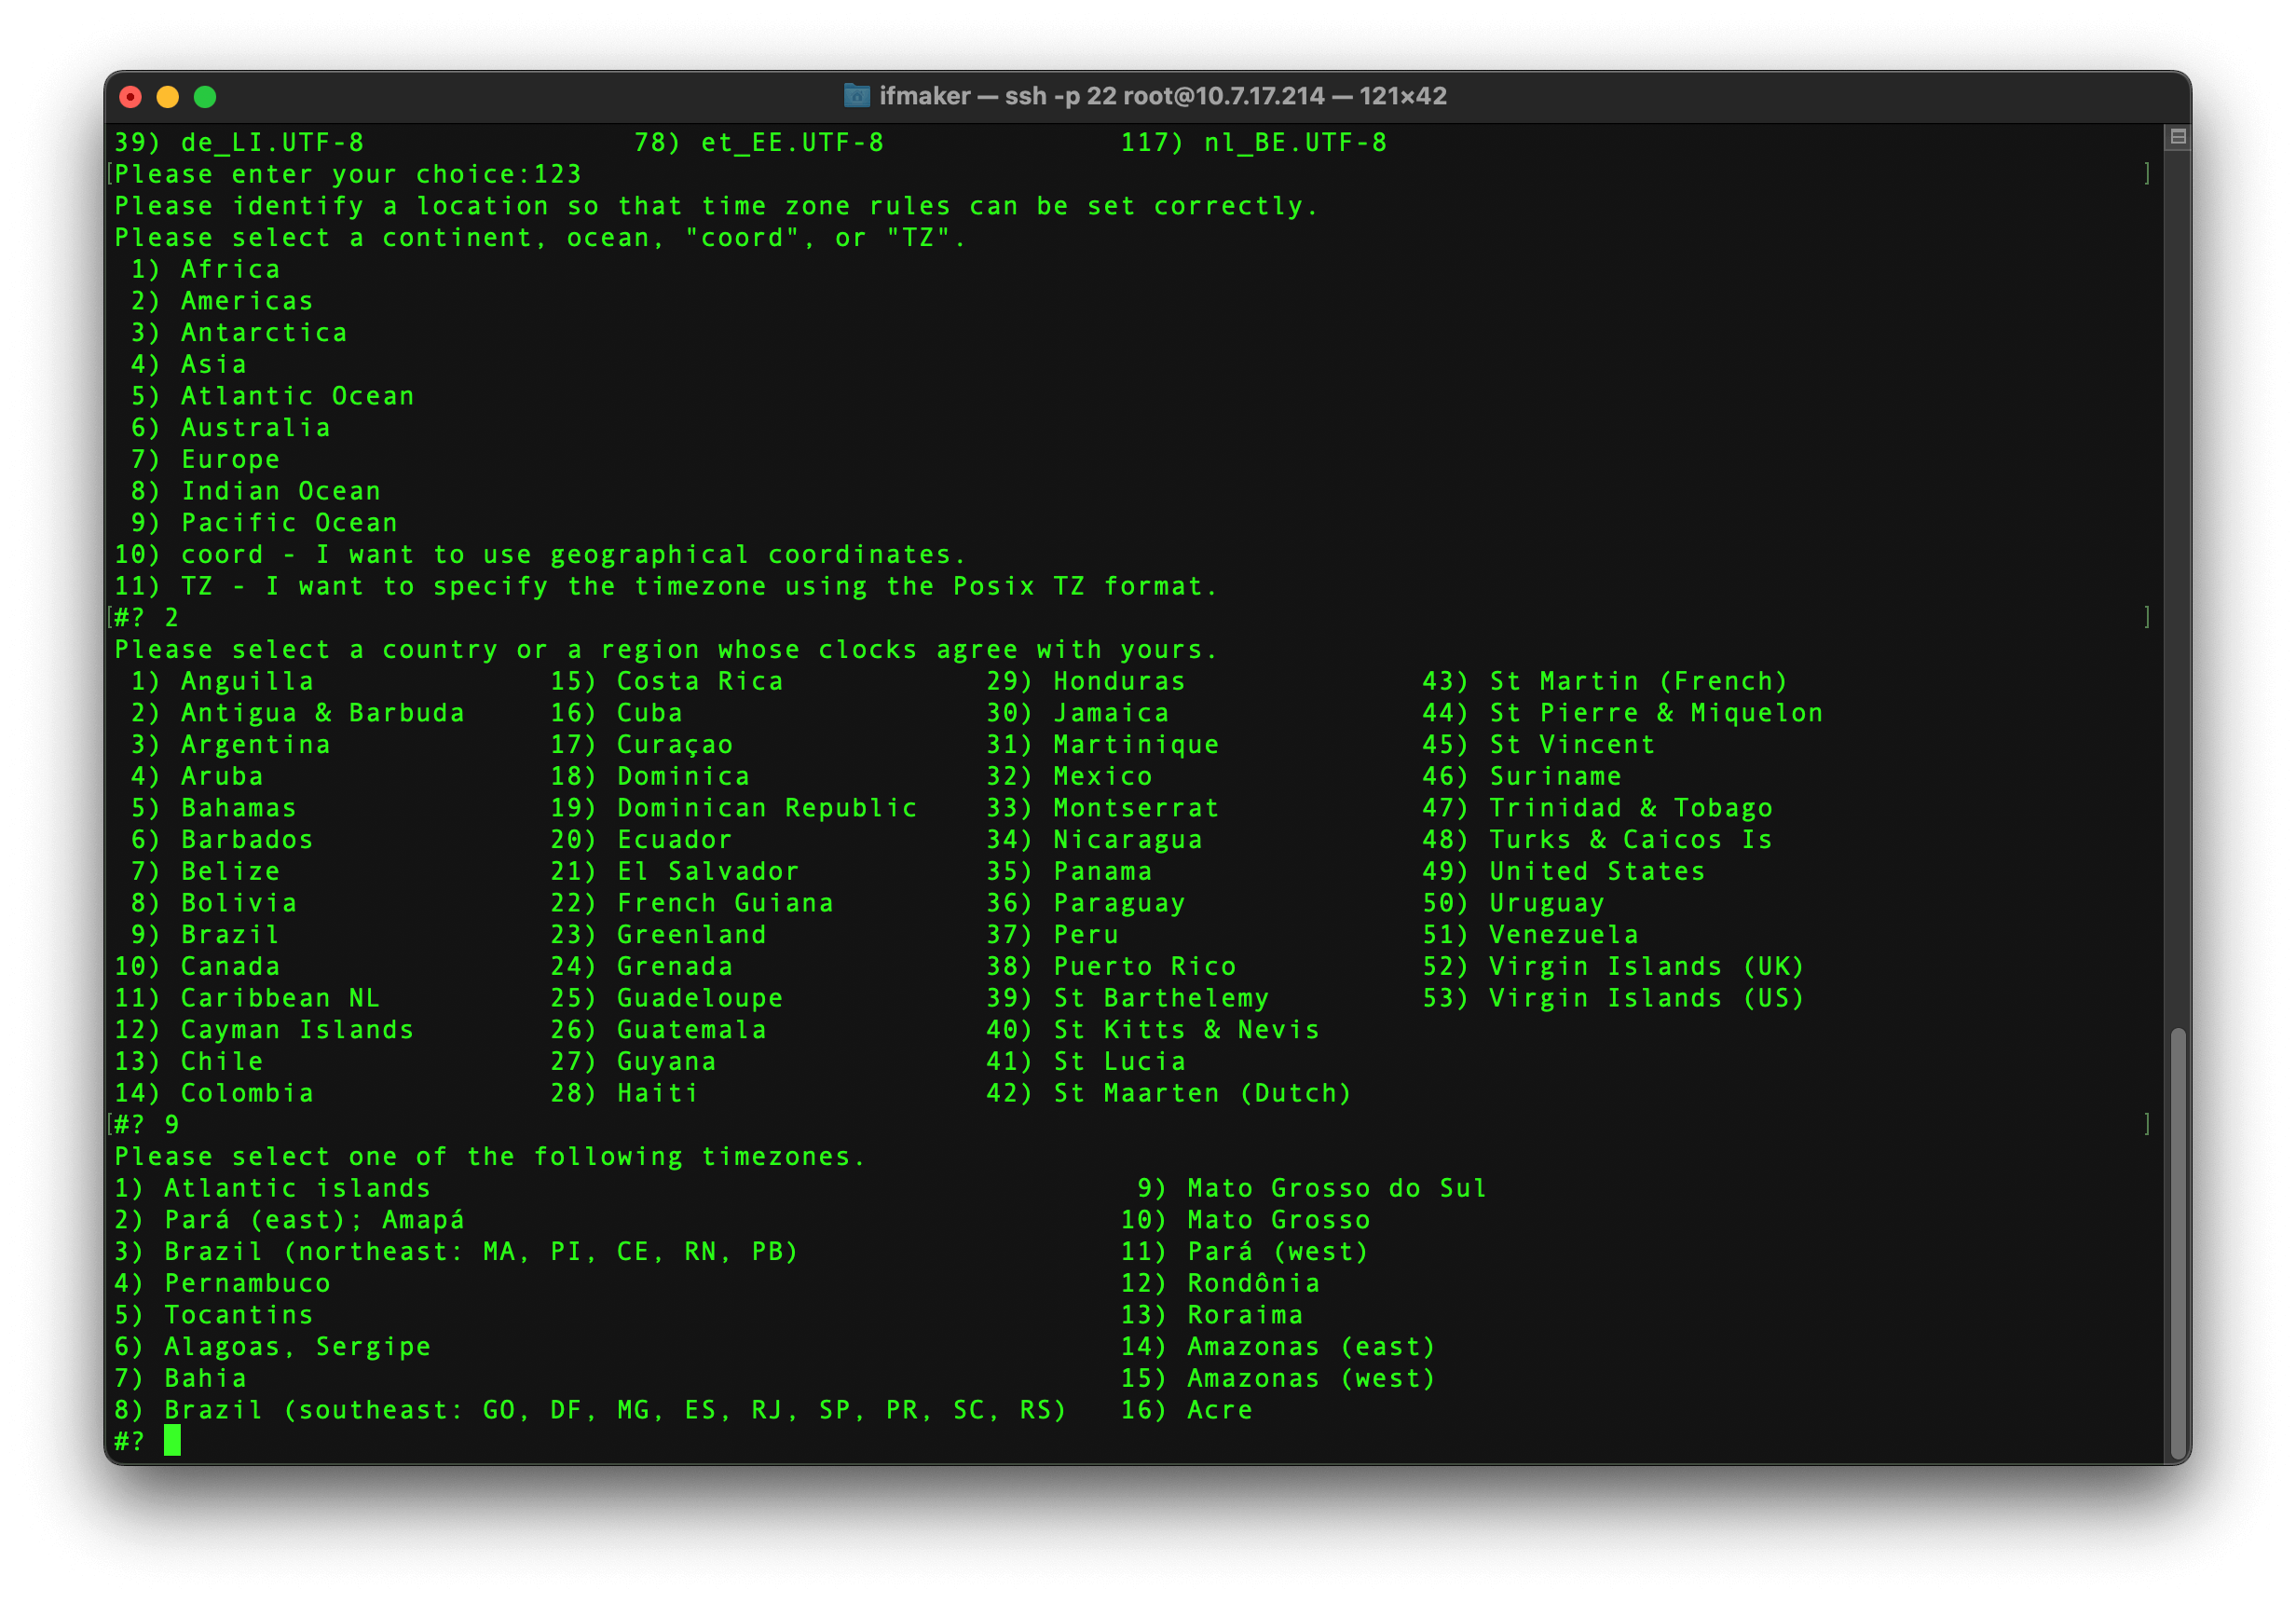 ifmaker — ssh -p 22 root@10.7.17.214 — 121×42
39) de_LI.UTF-8                78) et_EE.UTF-8              117) nl_BE.UTF-8
[Please enter your choice:123 ]
Please identify a location so that time zone rules can be set correctly.
Please select a continent, ocean, "coord", or "TZ".
 1) Africa
 2) Americas
 3) Antarctica
 4) Asia
 5) Atlantic Ocean
 6) Australia
 7) Europe
 8) Indian Ocean
 9) Pacific Ocean
10) coord - I want to use geographical coordinates.
11) TZ - I want to specify the timezone using the Posix TZ format.
[#? 2 ]
Please select a country or a region whose clocks agree with yours.
 1) Anguilla              15) Costa Rica            29) Honduras              43) St Martin (French)
 2) Antigua & Barbuda     16) Cuba                  30) Jamaica               44) St Pierre & Miquelon
 3) Argentina             17) Curaçao               31) Martinique            45) St Vincent
 4) Aruba                 18) Dominica              32) Mexico                46) Suriname
 5) Bahamas               19) Dominican Republic    33) Montserrat            47) Trinidad & Tobago
 6) Barbados              20) Ecuador               34) Nicaragua             48) Turks & Caicos Is
 7) Belize                21) El Salvador           35) Panama                49) United States
 8) Bolivia               22) French Guiana         36) Paraguay              50) Uruguay
 9) Brazil                23) Greenland             37) Peru                  51) Venezuela
10) Canada                24) Grenada               38) Puerto Rico           52) Virgin Islands (UK)
11) Caribbean NL          25) Guadeloupe            39) St Barthelemy         53) Virgin Islands (US)
12) Cayman Islands        26) Guatemala             40) St Kitts & Nevis
13) Chile                 27) Guyana                41) St Lucia
14) Colombia              28) Haiti                 42) St Maarten (Dutch)
[#? 9 ]
Please select one of the following timezones.
1) Atlantic islands                                          9) Mato Grosso do Sul
2) Pará (east); Amapá                                       10) Mato Grosso
3) Brazil (northeast: MA, PI, CE, RN, PB)                   11) Pará (west)
4) Pernambuco                                               12) Rondônia
5) Tocantins                                                13) Roraima
6) Alagoas, Sergipe                                         14) Amazonas (east)
7) Bahia                                                    15) Amazonas (west)
8) Brazil (southeast: GO, DF, MG, ES, RJ, SP, PR, SC, RS)   16) Acre
#?